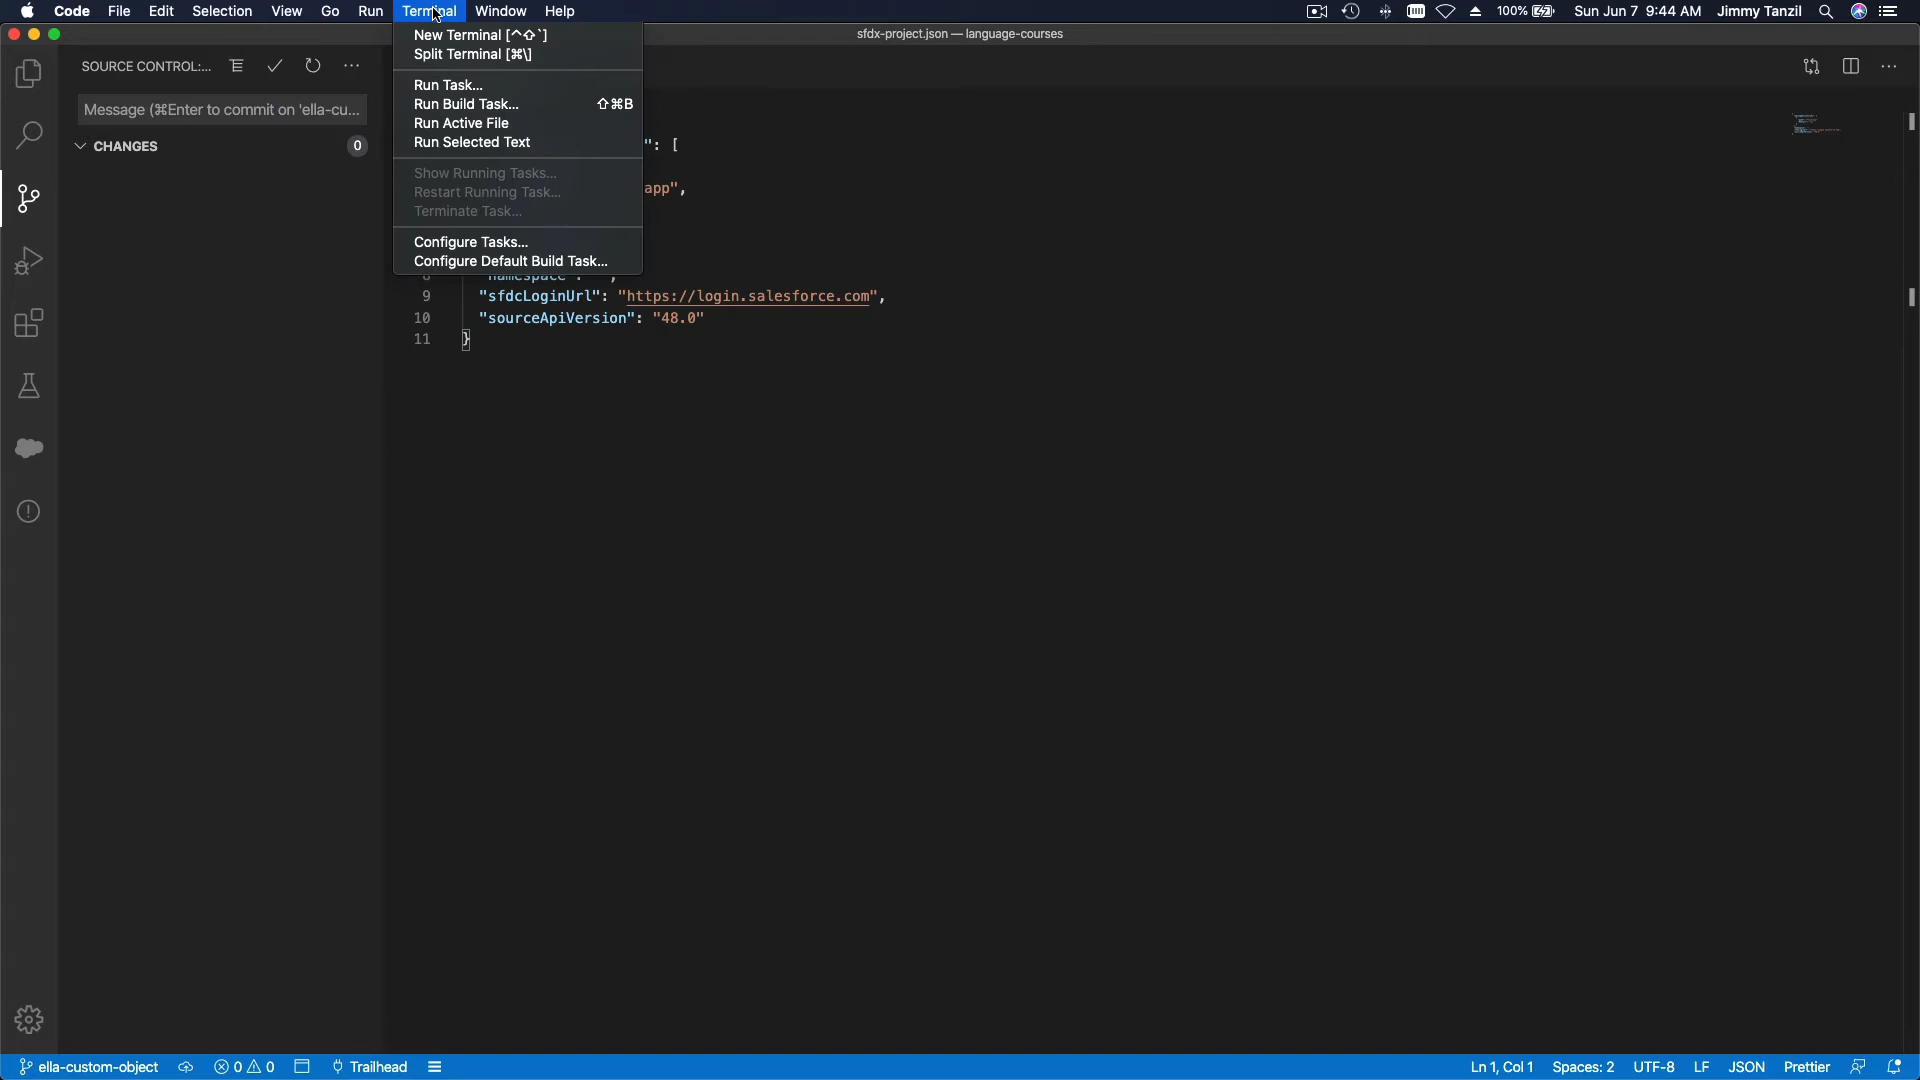 Code File Edit Selection View Go Run Terminal Window Help
100% Sun Jun 7 9:44 AM Jimmy Tanzil
sfdx-project.json — language-courses
SOURCE CONTROL:...
Message (⌘Enter to commit on 'ella-cu...
CHANGES 0
New Terminal [^⇧`]
Split Terminal [⌘\]
Run Task...
Run Build Task... ⇧⌘B
Run Active File
Run Selected Text
Show Running Tasks...
Restart Running Task...
Terminate Task...
Configure Tasks...
Configure Default Build Task...
": [
app",
8 "namespace": "",
9 "sfdcLoginUrl": "https://login.salesforce.com",
10 "sourceApiVersion": "48.0"
11 }
ella-custom-object 0 0 Trailhead
Ln 1, Col 1 Spaces: 2 UTF-8 LF JSON Prettier